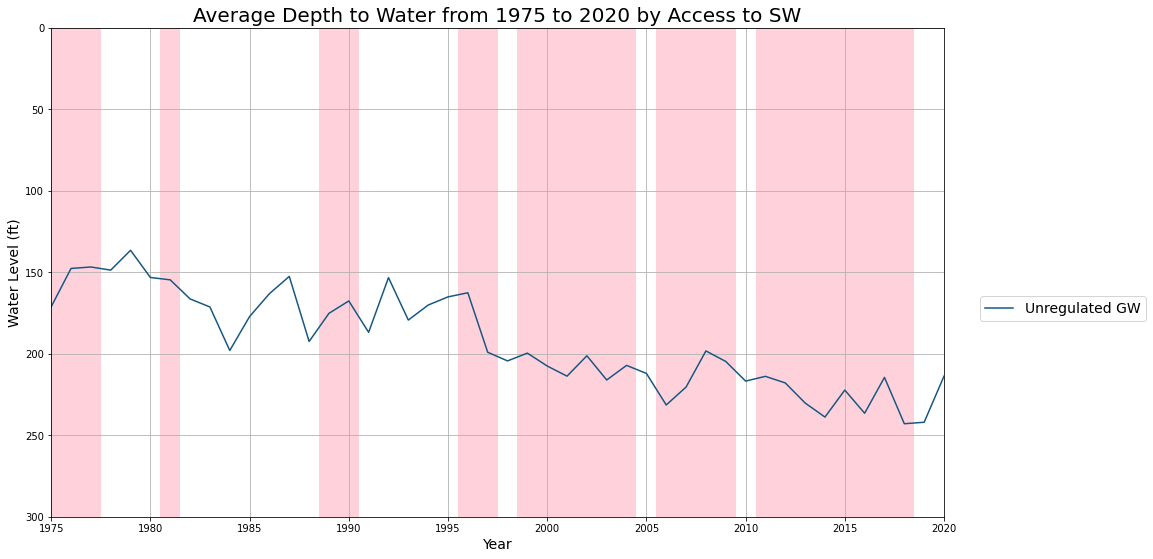 Average Depth to Water from 1975 to 2020 by Access to SW
0
50
100
150
200
250
300
Water Level (ft)
1975 1980 1985 1990 1995 2000 2005 2010 2015 2020
Year
Unregulated GW